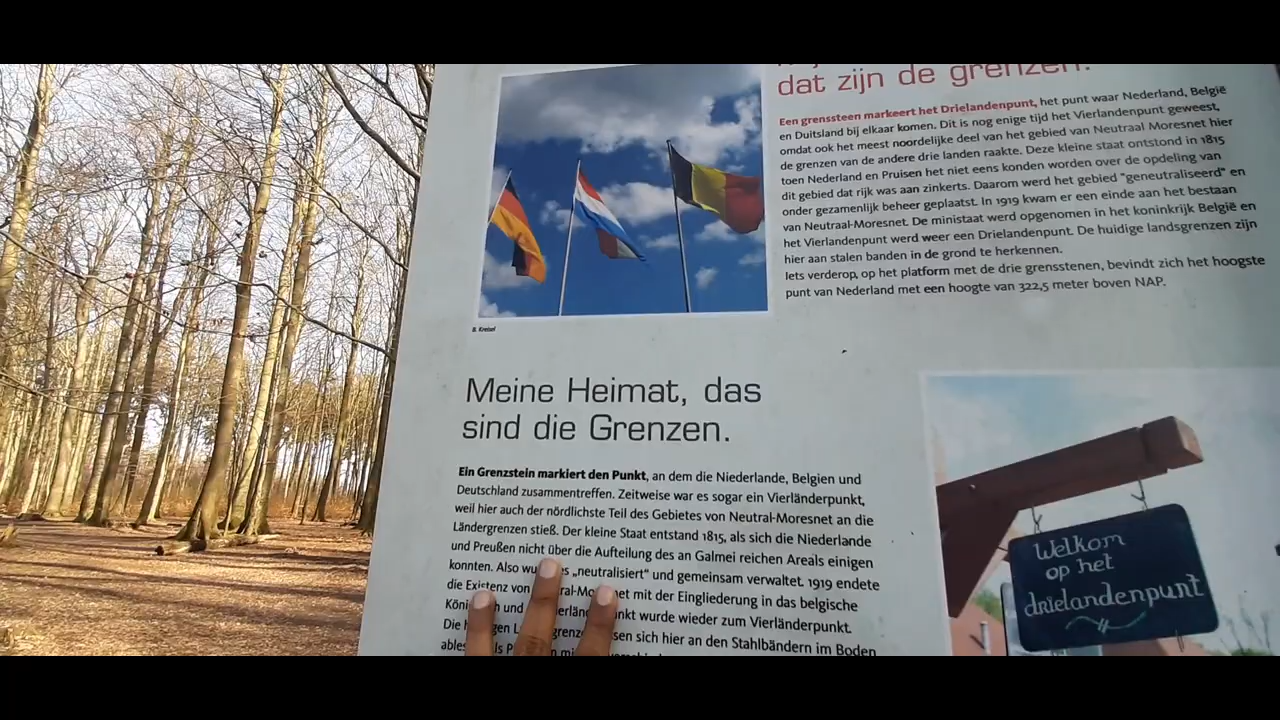 dat zijn de grenzen.
Een grenssteen markeert het Drielandenpunt, het punt waar Nederland, België
en Duitsland bij elkaar komen. Dit is nog enige tijd het Vierlandenpunt geweest,
omdat ook het meest noordelijke deel van het gebied van Neutraal Moresnet hier
de grenzen van de andere drie landen raakte. Deze kleine staat ontstond in 1815
toen Nederland en Pruisen het niet eens konden worden over de opdeling van
dit gebied dat rijk was aan zinkerts. Daarom werd het gebied "geneutraliseerd" en
onder gezamenlijk beheer geplaatst. In 1919 kwam er een einde aan het bestaan
van Neutraal-Moresnet. De ministaat werd opgenomen in het koninkrijk België en
het Vierlandenpunt werd weer een Drielandenpunt. De huidige landsgrenzen zijn
hier aan stalen banden in de grond te herkennen.
Iets verderop, op het platform met de drie grensstenen, bevindt zich het hoogste
punt van Nederland met een hoogte van 322,5 meter boven NAP.
B. Kreisel
Meine Heimat, das
sind die Grenzen.
Ein Grenzstein markiert den Punkt, an dem die Niederlande, Belgien und
Deutschland zusammentreffen. Zeitweise war es sogar ein Vierländerpunkt,
weil hier auch der nördlichste Teil des Gebietes von Neutral-Moresnet an die
Ländergrenzen stieß. Der kleine Staat entstand 1815, als sich die Niederlande
und Preußen nicht über die Aufteilung des an Galmei reichen Areals einigen
konnten. Also es „neutralisiert“ und gemeinsam verwaltet. 1919 endete
die Existenz von mit der Eingliederung in das belgische
und wurde wieder zum Vierländerpunkt.
Die sich hier an den Stahlbändern im Boden
Welkom
op het
drielandenpunt